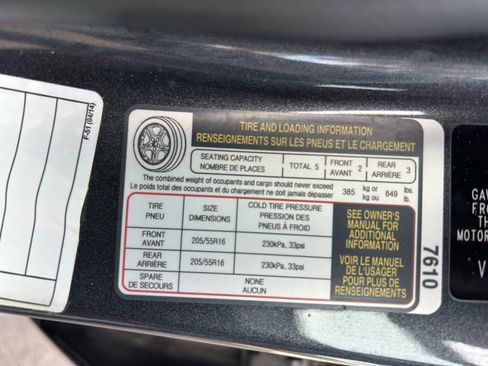 F-51 (04/14)
TIRE AND LOADING INFORMATION
RENSEIGNEMENTS SUR LES PNEUS ET LE CHARGEMENT
SEATING CAPACITY
NOMBRE DE PLACES
TOTAL 5
FRONT
AVANT 2
REAR
ARRIÈRE 3
The combined weight of occupants and cargo should never exceed
Le poids total des occupants et du chargement ne doit jamais dépasser
385 kg or kg ou 849 lbs. lb.
TIRE
PNEU
SIZE
DIMENSIONS
COLD TIRE PRESSURE
PRESSION DES
PNEUS À FROID
FRONT
AVANT
205/55R16
230kPa, 33psi
REAR
ARRIÈRE
205/55R16
230kPa, 33psi
SPARE
DE SECOURS
NONE
AUCUN
SEE OWNER'S
MANUAL FOR
ADDITIONAL
INFORMATION
VOIR LE MANUEL
DE L'USAGER
POUR PLUS DE
RENSEIGNEMENTS
7610
GAV
FRO
TH
MOTOR
V